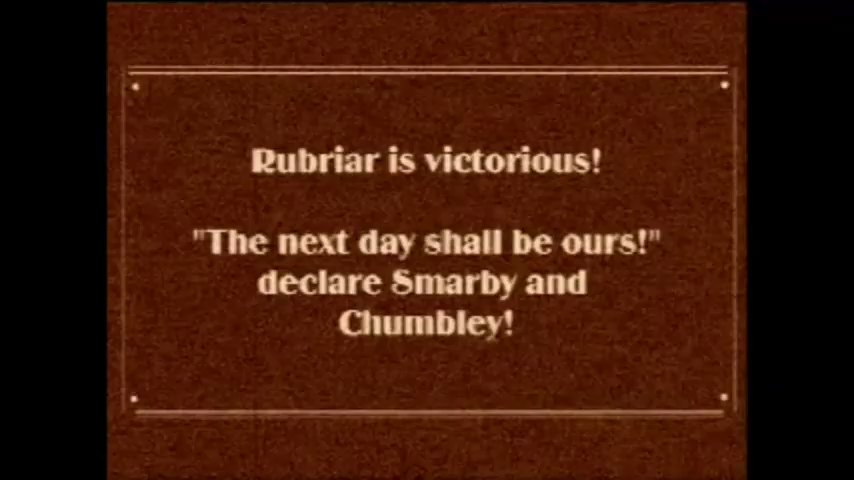 Rubriar is victorious!
"The next day shall be ours!"
declare Smarby and
Chumbley!